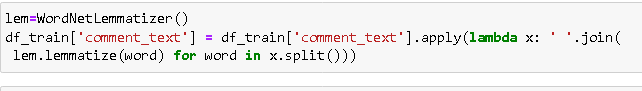 lem=WordNetLemmatizer()
df_train['comment_text'] = df_train['comment_text'].apply(lambda x: ' '.join(
lem.lemmatize(word) for word in x.split()))